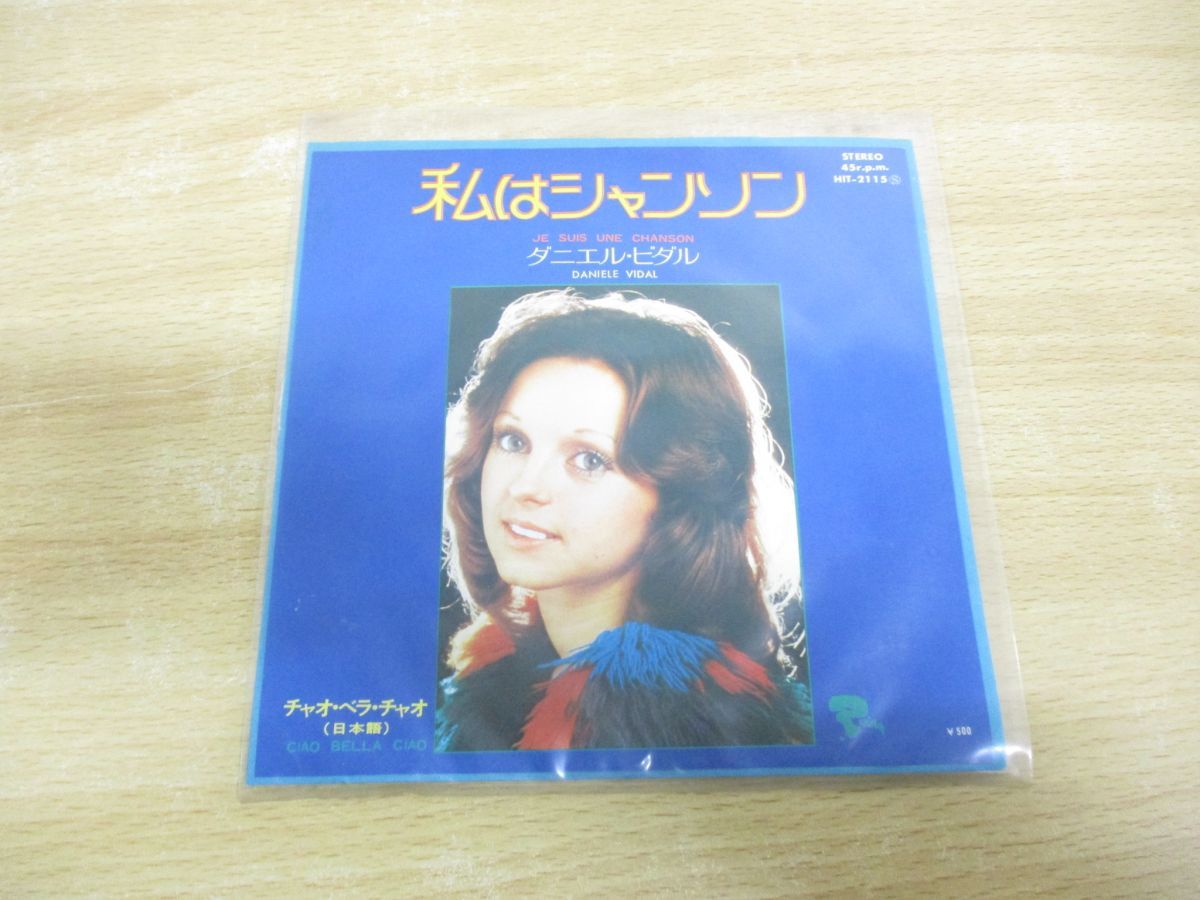 私はシャンソン
STEREO
45r.p.m.
HIT-2115 Ⓢ
JE SUIS UNE CHANSON
ダニエル・ビダル
DANIELE VIDAL
チャオ・ベラ・チャオ
(日本語)
CIAO BELLA CIAO
¥500